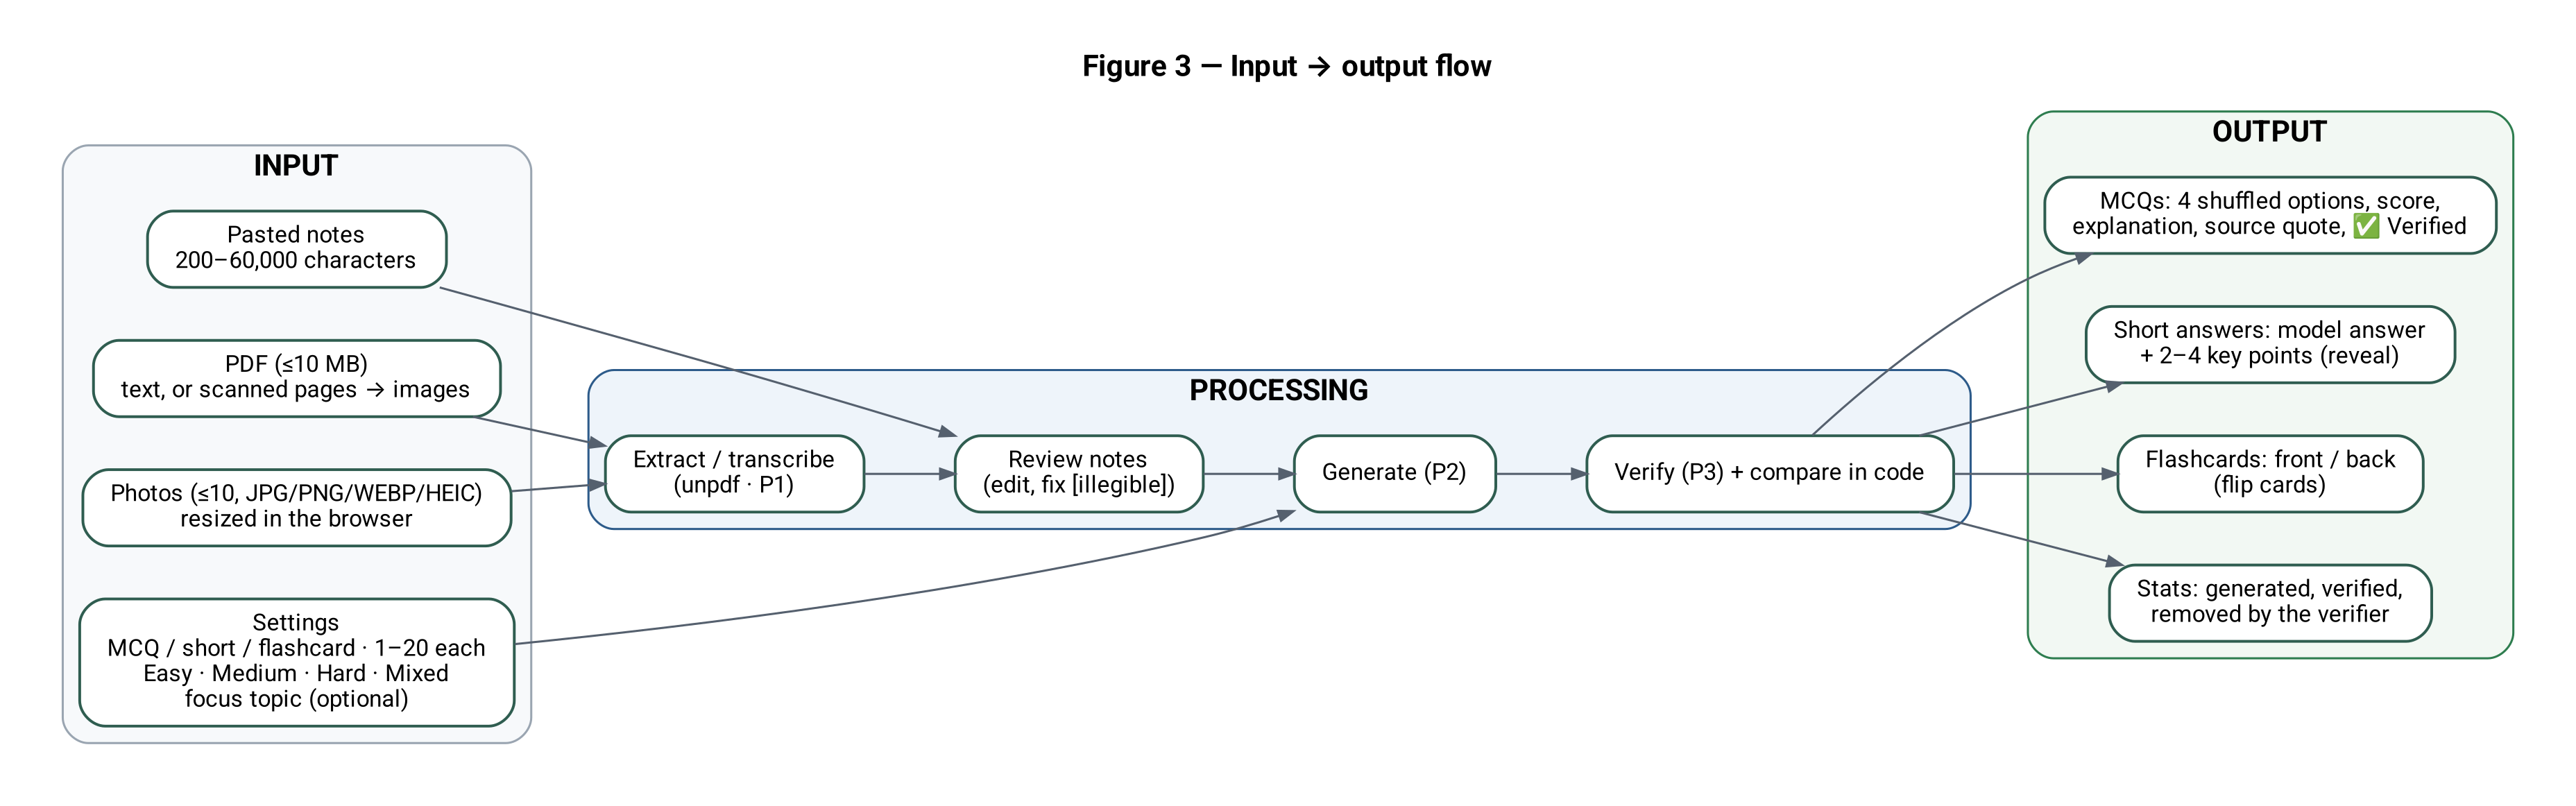 Figure 3 — Input → output flow
INPUT
Pasted notes
200–60,000 characters
PDF (≤10 MB)
text, or scanned pages → images
Photos (≤10, JPG/PNG/WEBP/HEIC)
resized in the browser
Settings
MCQ / short / flashcard · 1–20 each
Easy · Medium · Hard · Mixed
focus topic (optional)
PROCESSING
Extract / transcribe
(unpdf · P1)
Review notes
(edit, fix [illegible])
Generate (P2)
Verify (P3) + compare in code
OUTPUT
MCQs: 4 shuffled options, score,
explanation, source quote, ✅ Verified
Short answers: model answer
+ 2–4 key points (reveal)
Flashcards: front / back
(flip cards)
Stats: generated, verified,
removed by the verifier